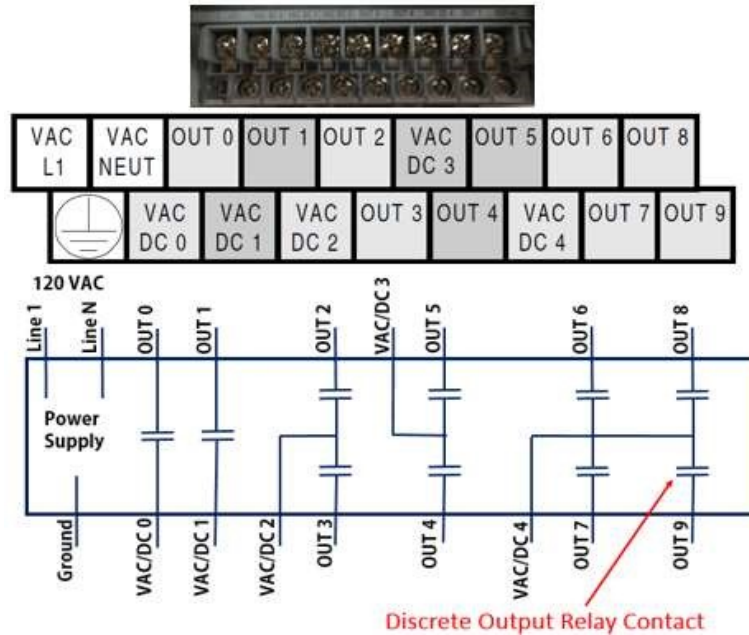 VAC L1
VAC NEUT
OUT 0
OUT 1
OUT 2
VAC DC 3
OUT 5
OUT 6
OUT 8
VAC DC 0
VAC DC 1
VAC DC 2
OUT 3
OUT 4
VAC DC 4
OUT 7
OUT 9
120 VAC
Line 1
Line N
OUT 0
OUT 1
OUT 2
VAC/DC 3
OUT 5
OUT 6
OUT 8
Power
Supply
Ground
VAC/DC 0
VAC/DC 1
VAC/DC 2
OUT 3
OUT 4
VAC/DC 4
OUT 7
OUT 9
Discrete Output Relay Contact